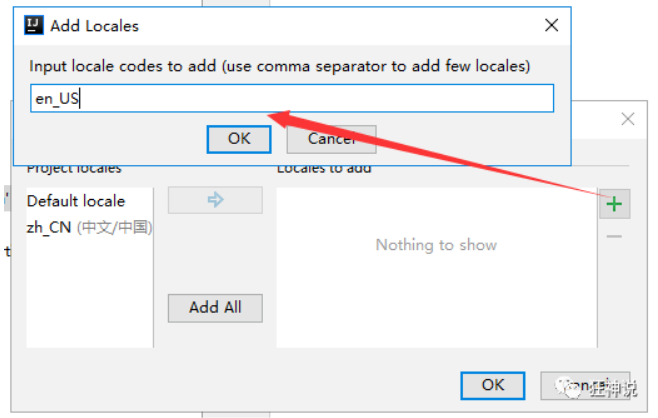 IJ Add Locales
Input locale codes to add (use comma separator to add few locales)
en_US
OK
Cancel
Project locales
Locales to add
Default locale
zh_CN (中文/中国)
Nothing to show
Add All
OK
狂神说